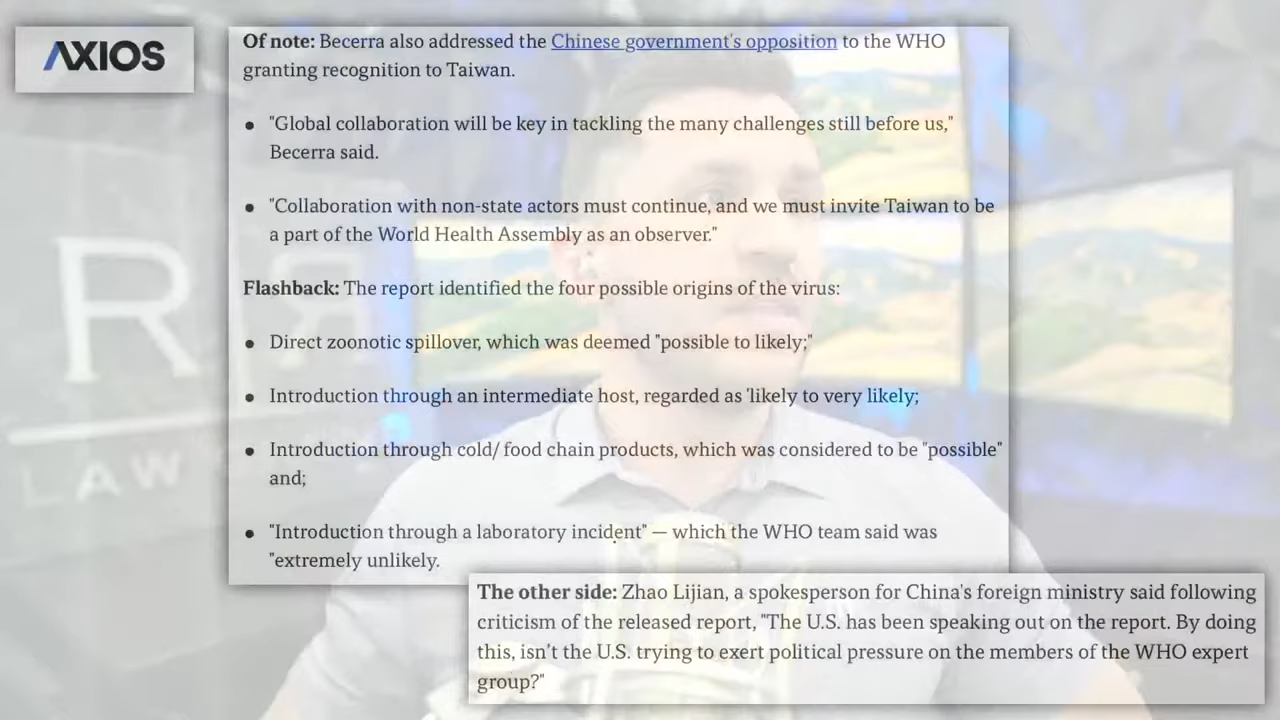 AXIOS
Of note: Becerra also addressed the Chinese government's opposition to the WHO
granting recognition to Taiwan.
"Global collaboration will be key in tackling the many challenges still before us,"
Becerra said.
"Collaboration with non-state actors must continue, and we must invite Taiwan to be
a part of the World Health Assembly as an observer."
Flashback: The report identified the four possible origins of the virus:
Direct zoonotic spillover, which was deemed "possible to likely;"
Introduction through an intermediate host, regarded as 'likely to very likely;
Introduction through cold/ food chain products, which was considered to be "possible"
and;
"Introduction through a laboratory incident" — which the WHO team said was
"extremely unlikely.
The other side: Zhao Lijian, a spokesperson for China's foreign ministry said following
criticism of the released report, "The U.S. has been speaking out on the report. By doing
this, isn't the U.S. trying to exert political pressure on the members of the WHO expert
group?"
R R
LAW